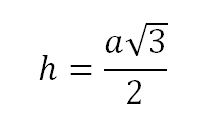 h = a√3/2